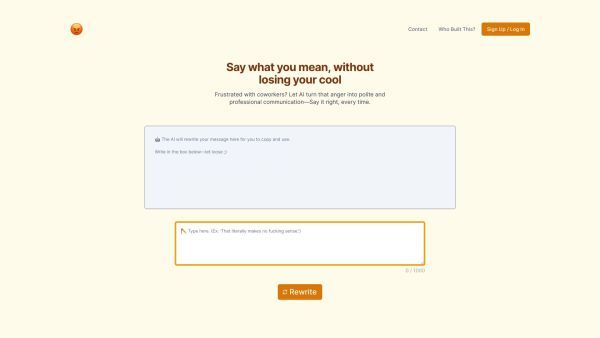 Contact
Who Built This?
Sign Up / Log In
Say what you mean, without
losing your cool
Frustrated with coworkers? Let AI turn that anger into polite and
professional communication—Say it right, every time.
The AI will rewrite your message here for you to copy and use.
Write in the box below–let loose ;)
Type here. (Ex: 'That literally makes no fucking sense.')
0 / 1000
Rewrite